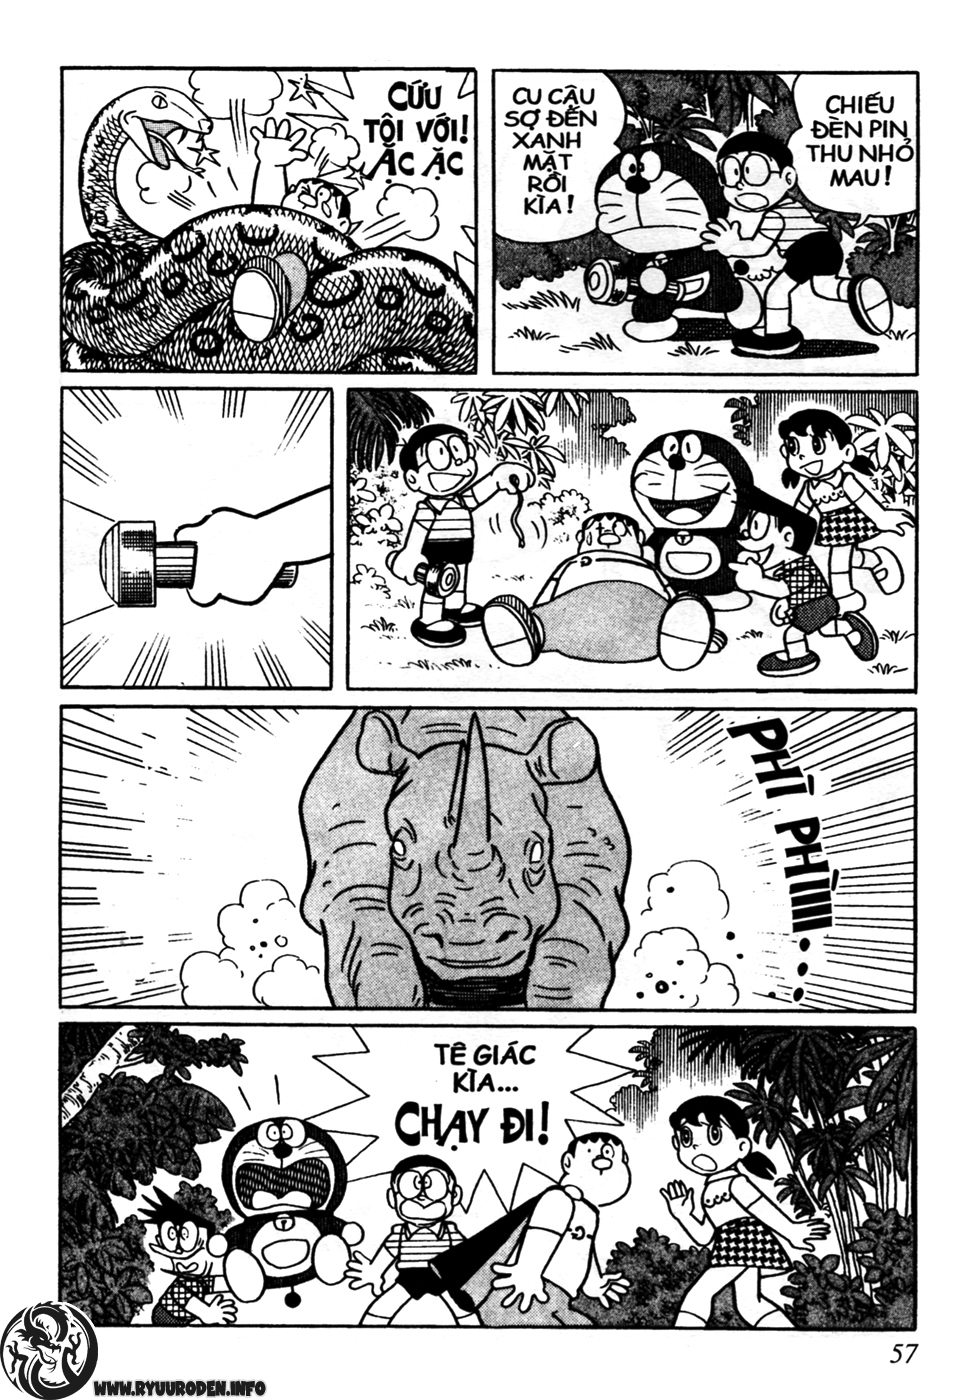 CỨU
TÔI VỚI!
ẶC ẶC
CU CẬU
SỢ ĐẾN
XANH
MẶT
RỒI
KÌA!
CHIẾU
ĐÈN PIN
THU NHỎ
MAU!
PHÌ PHÌIIII...
TÊ GIÁC
KÌA...
CHẠY ĐI!
57
WWW.RYUURODEN.INFO